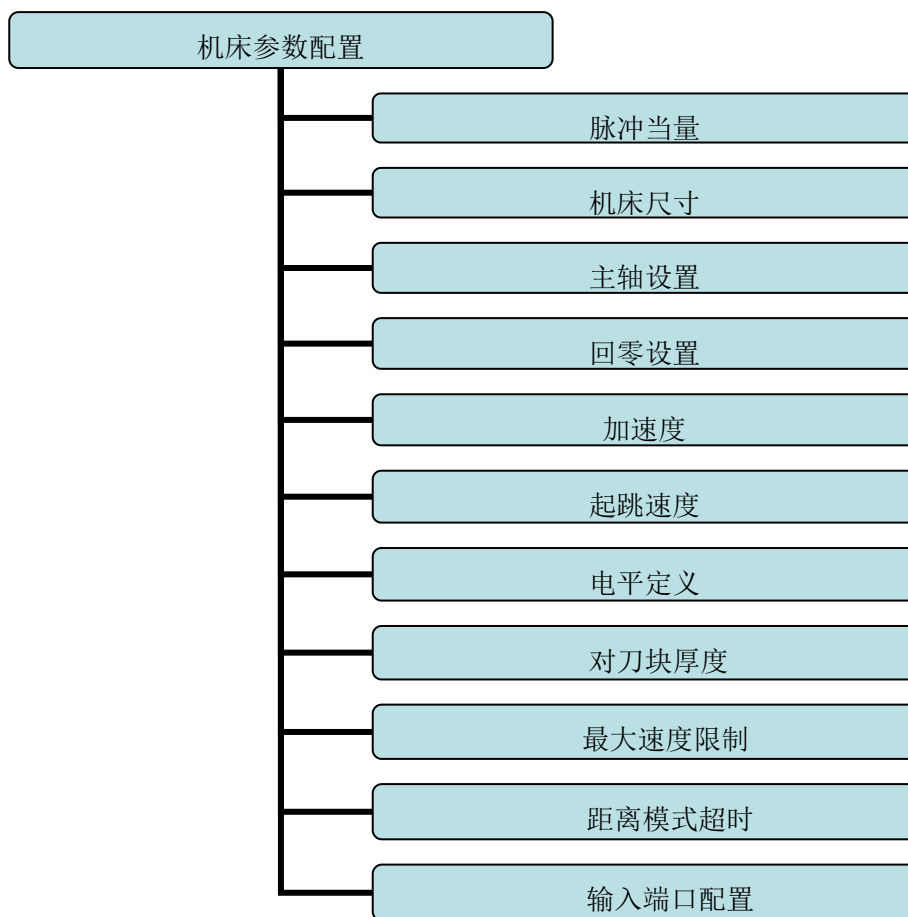 机床参数配置
脉冲当量
机床尺寸
主轴设置
回零设置
加速度
起跳速度
电平定义
对刀块厚度
最大速度限制
距离模式超时
输入端口配置